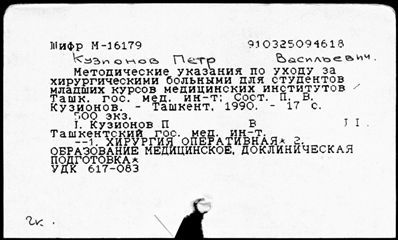 Шифр М-16179 910325094618
Кузионов Петр Васильевич.
Методические указания по уходу за
хирургическими больными для студентов
младших курсов медицинских институтов /
Ташк. гос. мед. ин-т; Сост. П. В.
Кузионов. - Ташкент, 1990. - 17 с.
500 экз.
I. Кузионов П В II.
Ташкентский гос. мед. ин-т.
--1. ХИРУРГИЯ ОПЕРАТИВНАЯ* 2.
ОБРАЗОВАНИЕ МЕДИЦИНСКОЕ, ДОКЛИНИЧЕСКАЯ
ПОДГОТОВКА*
УДК 617-083
2к.